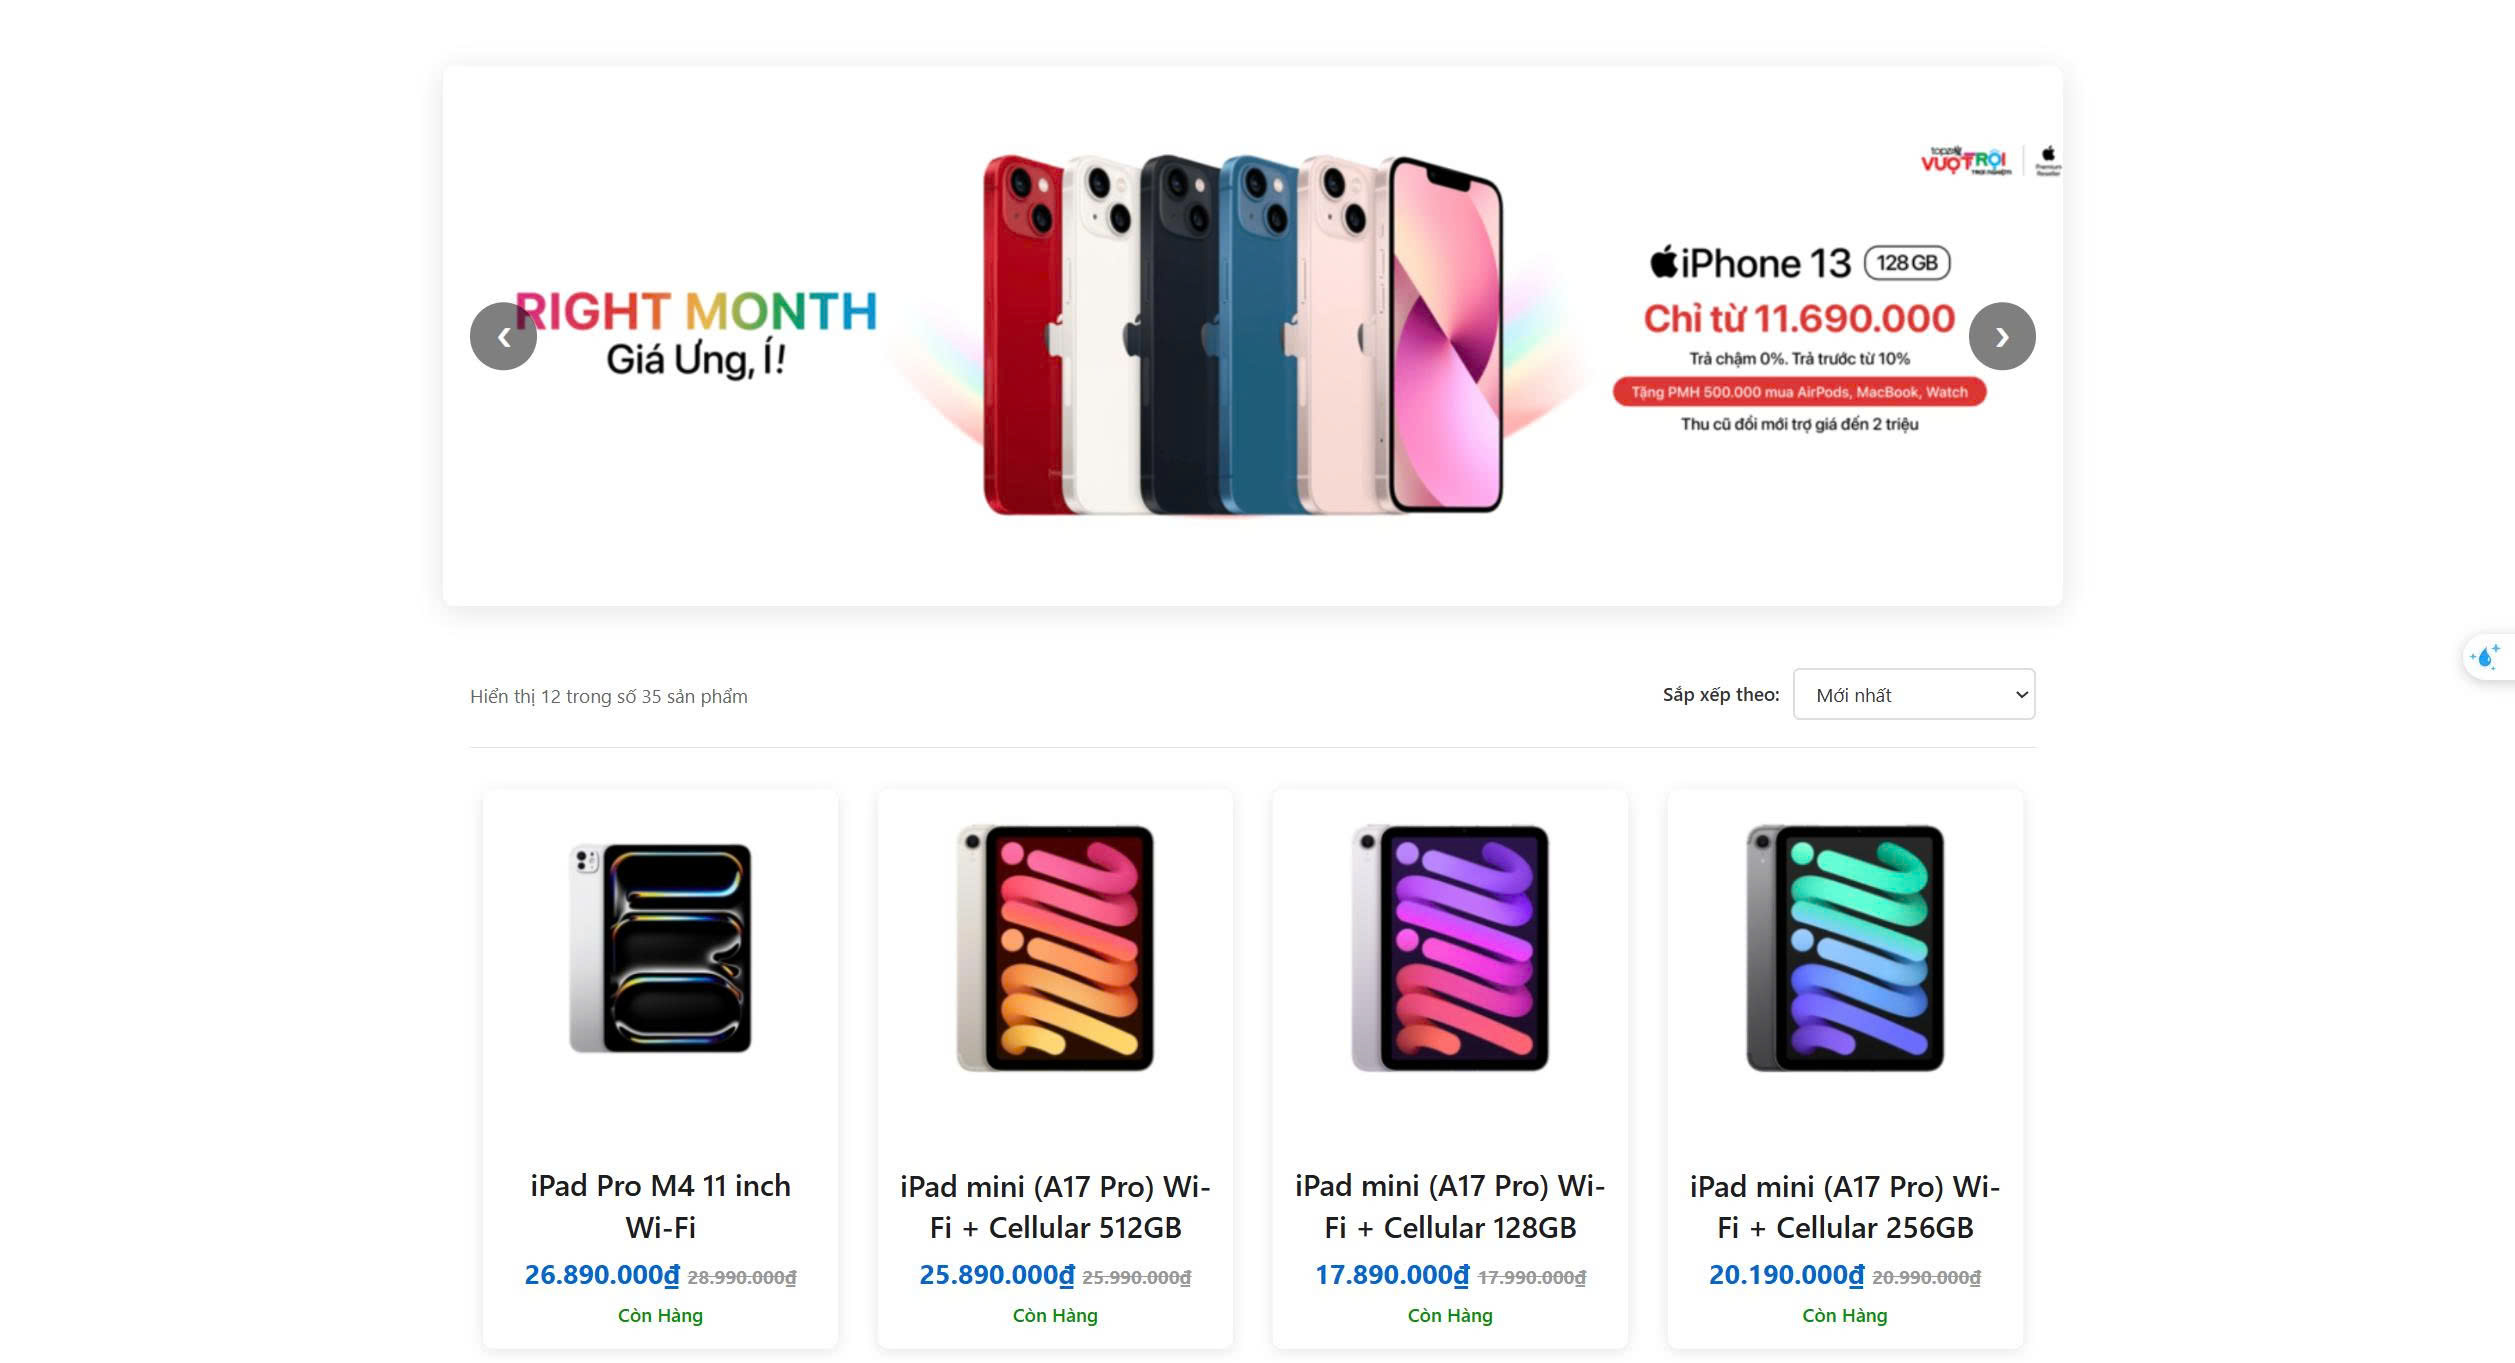 topzone
VƯỢT TRỘI
TRẢI NGHIỆM
Premium
Reseller
RIGHT MONTH
Giá Ưng, Í!
iPhone 13 128GB
Chỉ từ 11.690.000
Trả chậm 0%. Trả trước từ 10%
Tặng PMH 500.000 mua AirPods, MacBook, Watch
Thu cũ đổi mới trợ giá đến 2 triệu
Hiển thị 12 trong số 35 sản phẩm
Sắp xếp theo: Mới nhất
iPad Pro M4 11 inch
Wi-Fi
26.890.000₫ 28.990.000₫
Còn Hàng
iPad mini (A17 Pro) Wi-
Fi + Cellular 512GB
25.890.000₫ 25.990.000₫
Còn Hàng
iPad mini (A17 Pro) Wi-
Fi + Cellular 128GB
17.890.000₫ 17.990.000₫
Còn Hàng
iPad mini (A17 Pro) Wi-
Fi + Cellular 256GB
20.190.000₫ 20.990.000₫
Còn Hàng